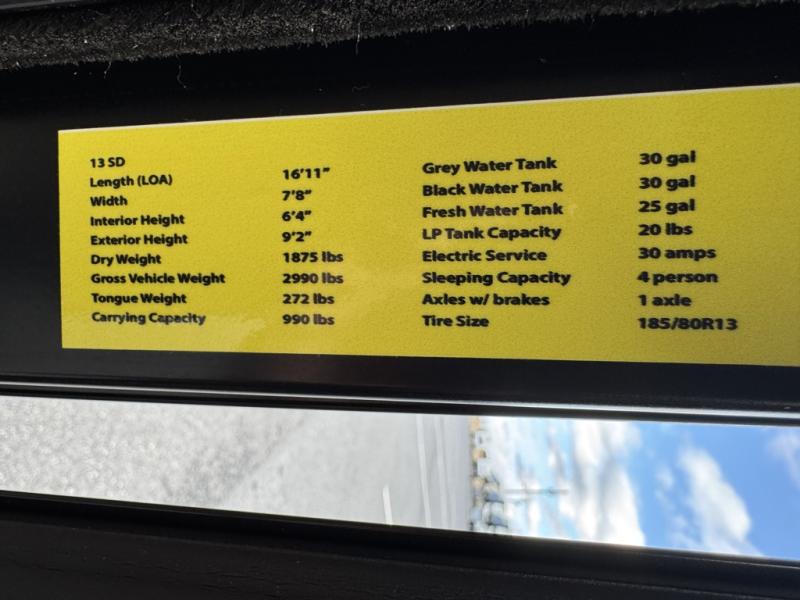 13 SD
Length (LOA) 16'11"
Width 7'8"
Interior Height 6'4"
Exterior Height 9'2"
Dry Weight 1875 lbs
Gross Vehicle Weight 2990 lbs
Tongue Weight 272 lbs
Carrying Capacity 990 lbs
Grey Water Tank 30 gal
Black Water Tank 30 gal
Fresh Water Tank 25 gal
LP Tank Capacity 20 lbs
Electric Service 30 amps
Sleeping Capacity 4 person
Axles w/ brakes 1 axle
Tire Size 185/80R13